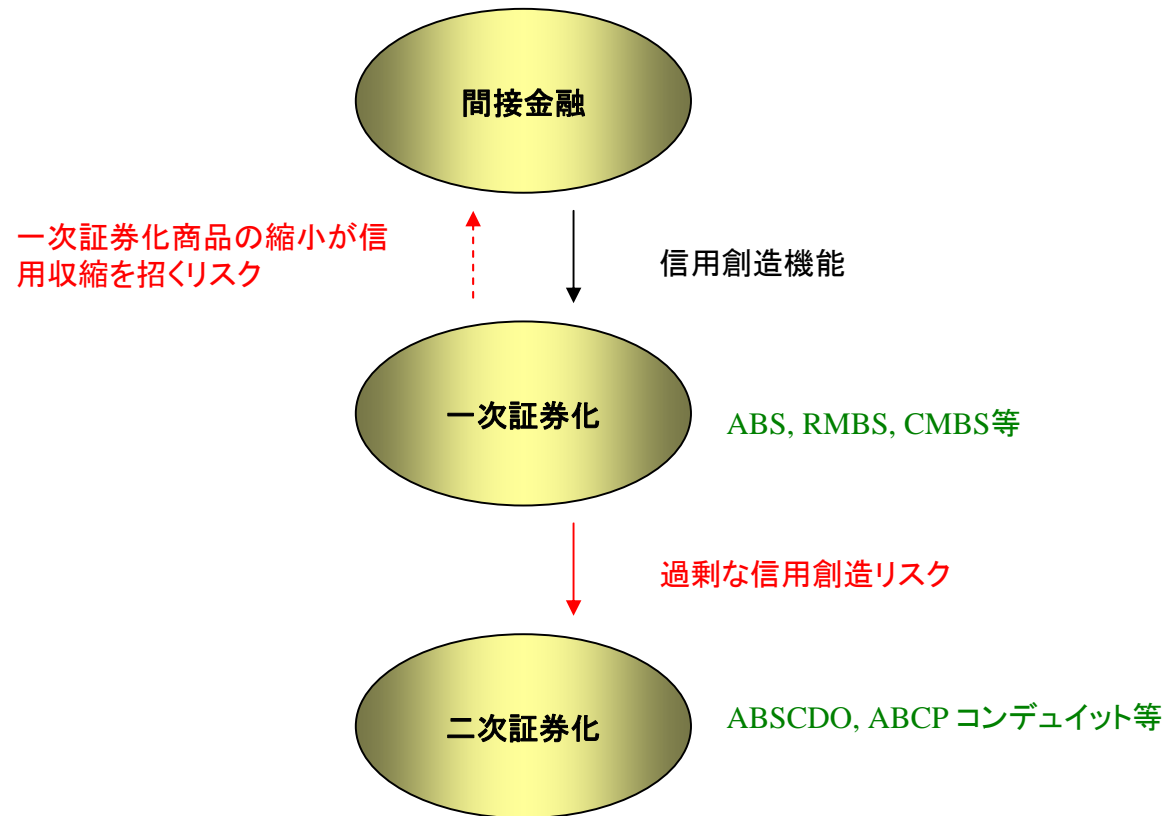 間接金融
一次証券化商品の縮小が信
用収縮を招くリスク
信用創造機能
一次証券化
ABS, RMBS, CMBS等
過剰な信用創造リスク
二次証券化
ABSCDO, ABCP コンデュイット等